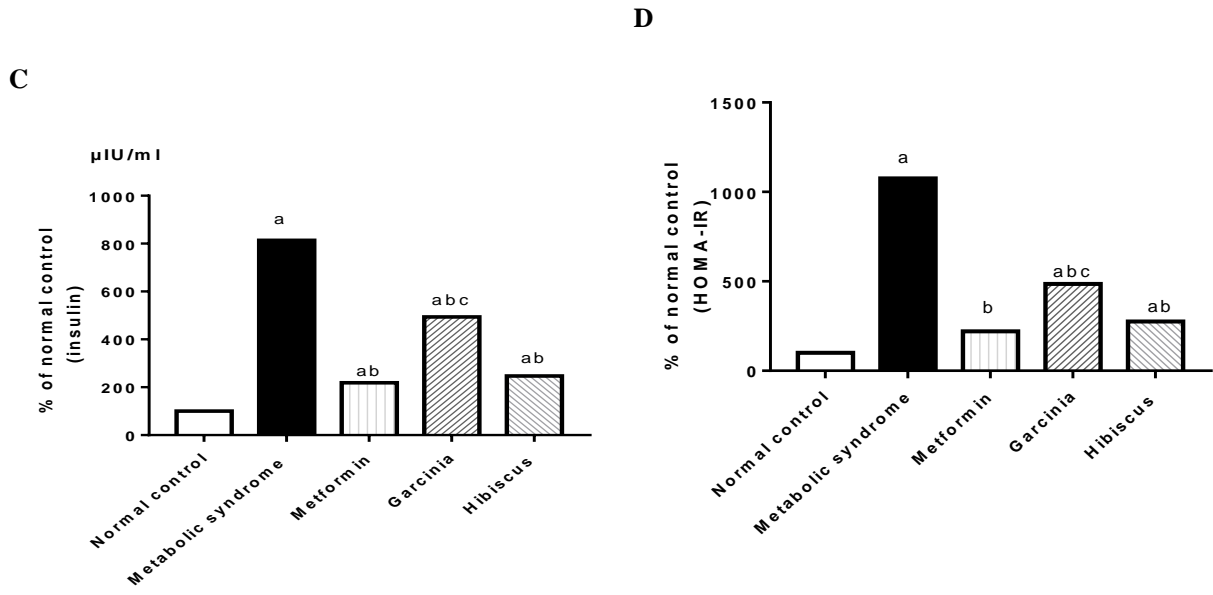 D
C
µIU/ml
% of normal control
(insulin)
1000
800
600
400
200
0
a
ab
abc
ab
Normal control
Metabolic syndrome
Metformin
Garcinia
Hibiscus
% of normal control
(HOMA-IR)
1500
1000
500
0
a
b
abc
ab
Normal control
Metabolic syndrome
Metformin
Garcinia
Hibiscus